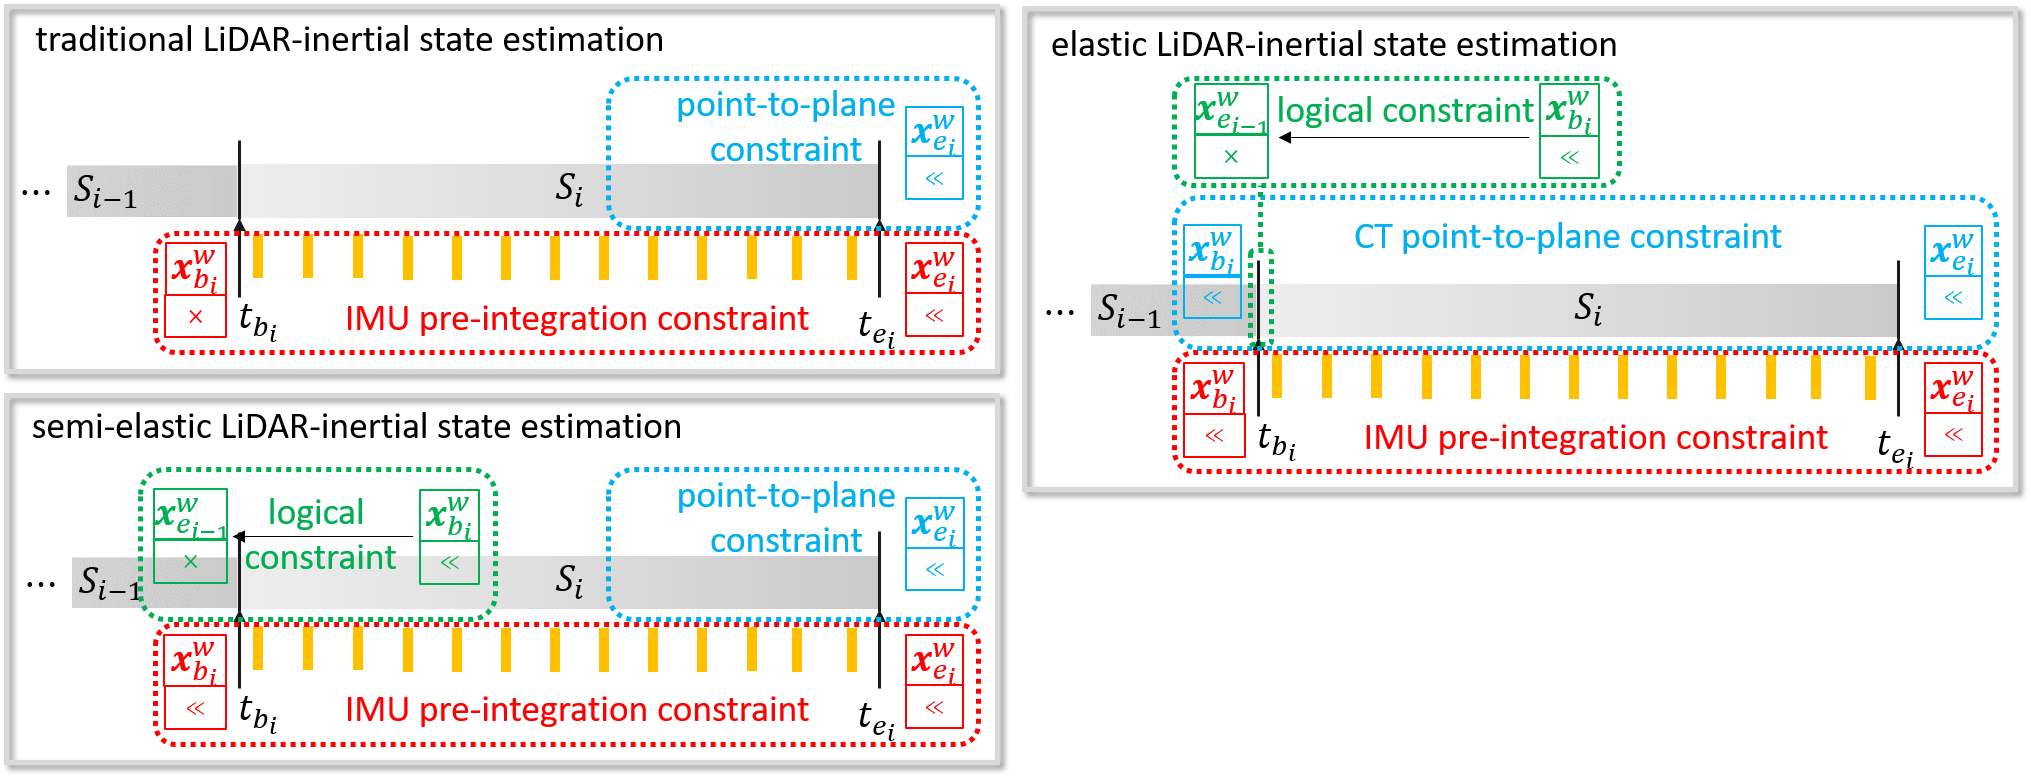 traditional LiDAR-inertial state estimation
point-to-plane
constraint
x^w_{e_i}
≪
... S_{i-1}
S_i
x^w_{b_i}
×
t_{b_i}
IMU pre-integration constraint
t_{e_i}
x^w_{e_i}
≪
semi-elastic LiDAR-inertial state estimation
x^w_{e_{i-1}}
×
logical
constraint
x^w_{b_i}
≪
point-to-plane
constraint
x^w_{e_i}
≪
... S_{i-1}
S_i
x^w_{b_i}
≪
t_{b_i}
IMU pre-integration constraint
t_{e_i}
x^w_{e_i}
≪
elastic LiDAR-inertial state estimation
x^w_{e_{i-1}}
×
logical constraint
x^w_{b_i}
≪
x^w_{b_i}
≪
CT point-to-plane constraint
x^w_{e_i}
≪
... S_{i-1}
S_i
x^w_{b_i}
≪
t_{b_i}
IMU pre-integration constraint
t_{e_i}
x^w_{e_i}
≪